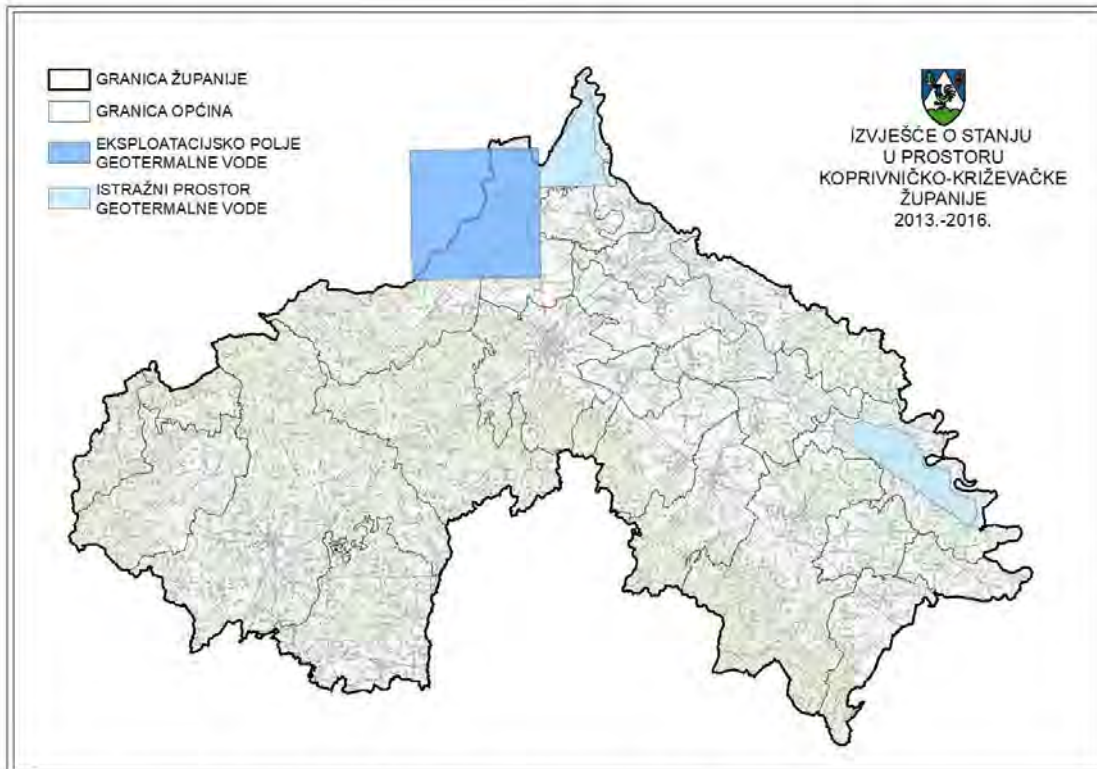 GRANICA ŽUPANIJE
GRANICA OPĆINA
EKSPLOATACIJSKO POLJE
GEOTERMALNE VODE
ISTRAŽNI PROSTOR
GEOTERMALNE VODE
IZVJEŠĆE O STANJU
U PROSTORU
KOPRIVNIČKO-KRIŽEVAČKE
ŽUPANIJE
2013.-2016.